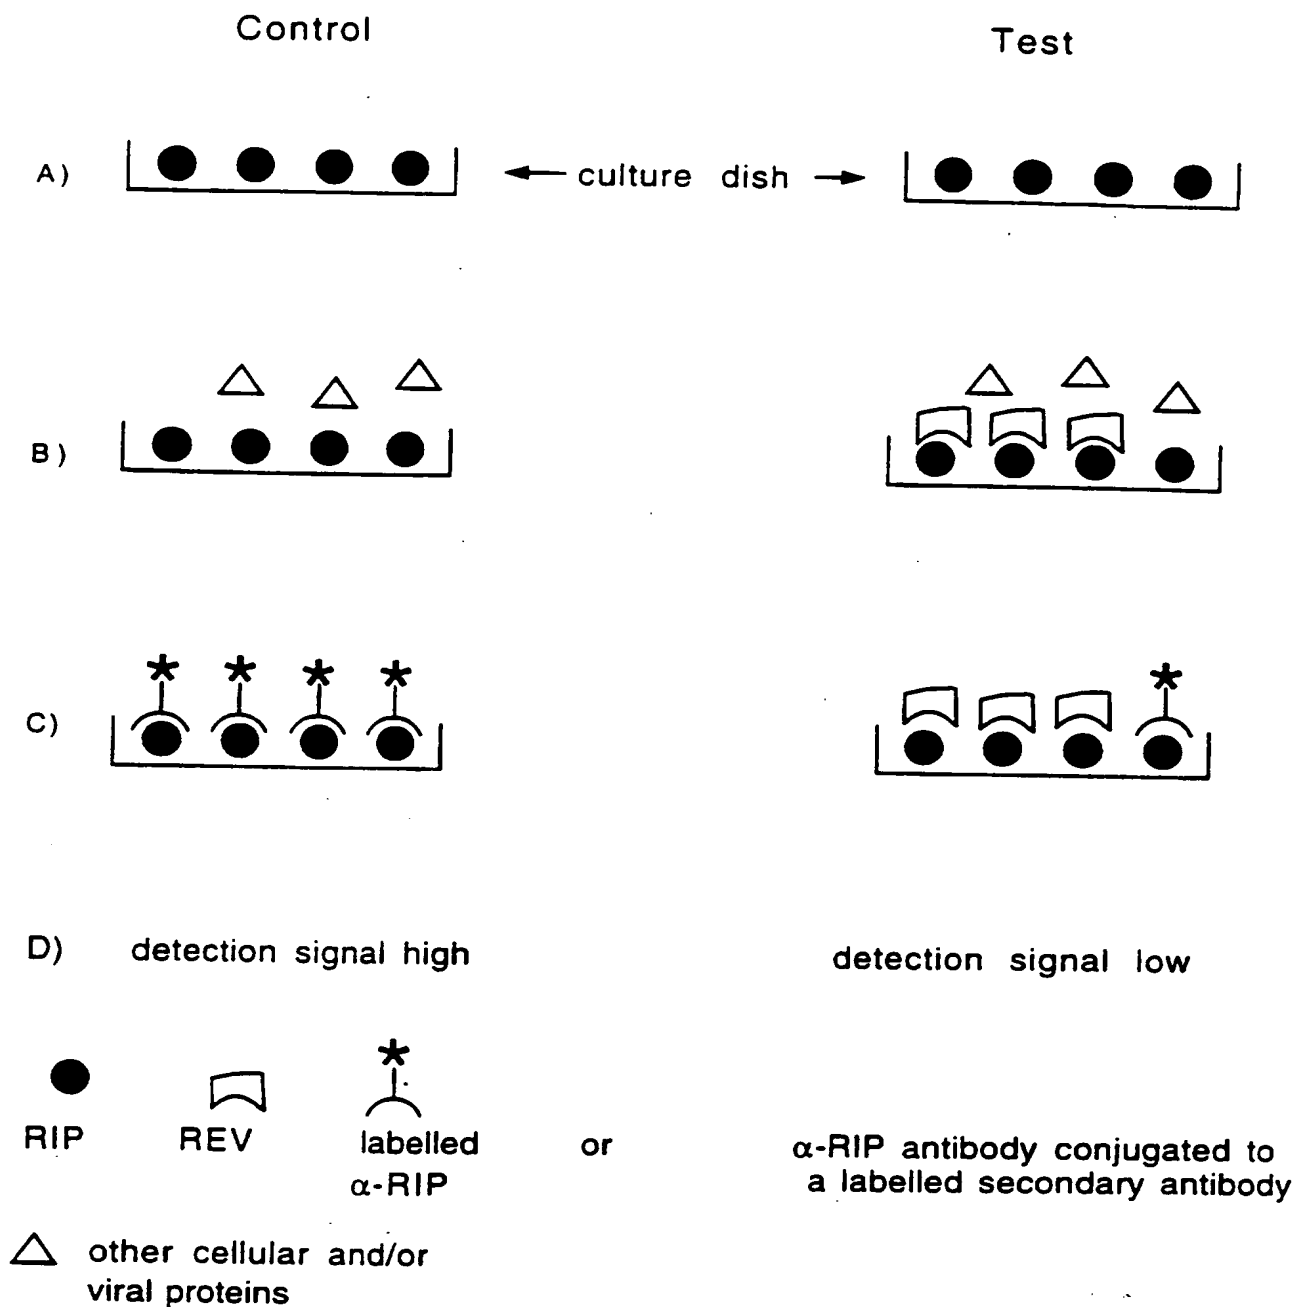 Control
Test
A)
culture dish
B)
C)
D)
detection signal high
detection signal low
RIP
REV
labelled
α-RIP
or
α-RIP antibody conjugated to
a labelled secondary antibody
other cellular and/or
viral proteins